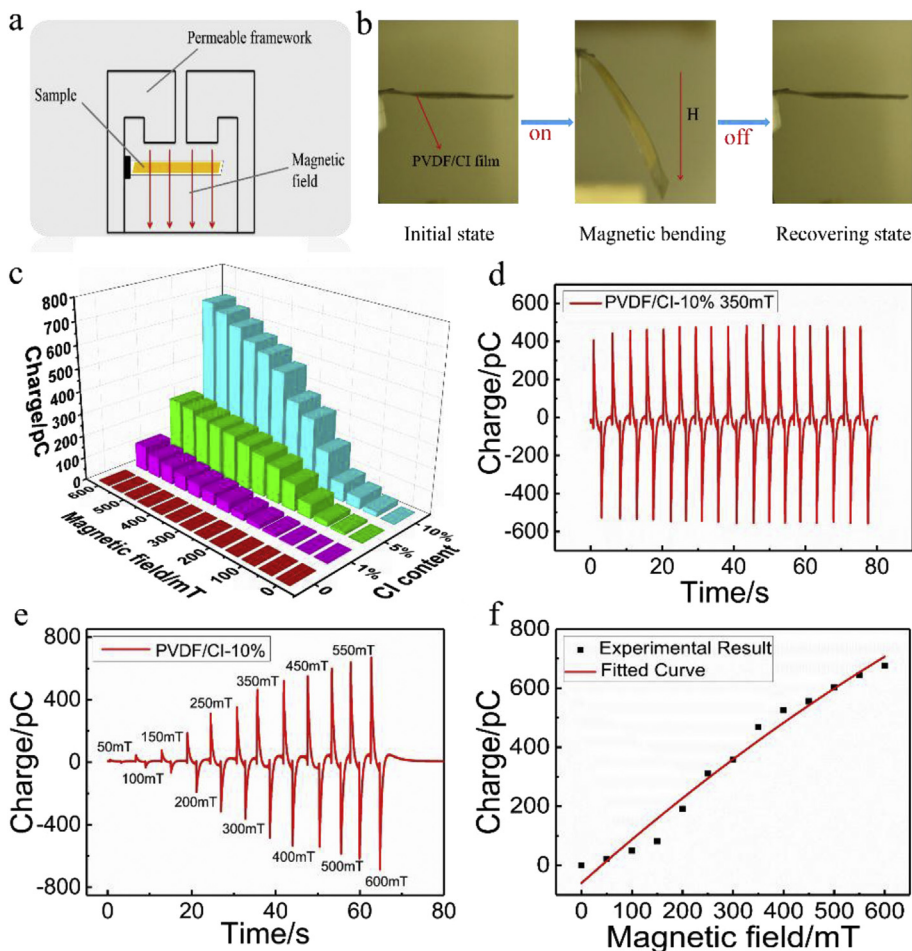 a
Permeable framework
Sample
Magnetic
field
b
H
on
off
PVDF/CI film
Initial state
Magnetic bending
Recovering state
c
800
700
600
500
400
300
200
100
0
Charge/pC
600
500
400
300
200
100
0
Magnetic field/mT
0
1%
5%
10%
CI content
d
PVDF/CI-10% 350mT
600
400
200
0
-200
-400
-600
Charge/pC
0
20
40
60
80
Time/s
e
PVDF/CI-10%
800
400
0
-400
-800
Charge/pC
50mT
100mT
150mT
200mT
250mT
300mT
350mT
400mT
450mT
500mT
550mT
600mT
0
20
40
60
80
Time/s
f
Experimental Result
Fitted Curve
800
600
400
200
0
Charge/pC
0
100
200
300
400
500
600
Magnetic field/mT